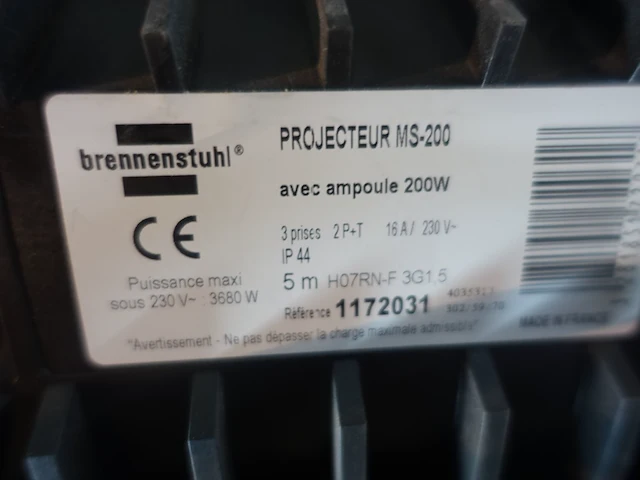 brennenstuhl®
PROJECTEUR MS-200
avec ampoule 200W
CE
3 prises 2 P+T 16 A / 230 V~
IP 44
Puissance maxi
sous 230 V~ : 3680 W
5 m H07RN-F 3G1,5
Référence 1172031
MADE IN FRANCE
"Avertissement - Ne pas dépasser la charge maximale admissible"